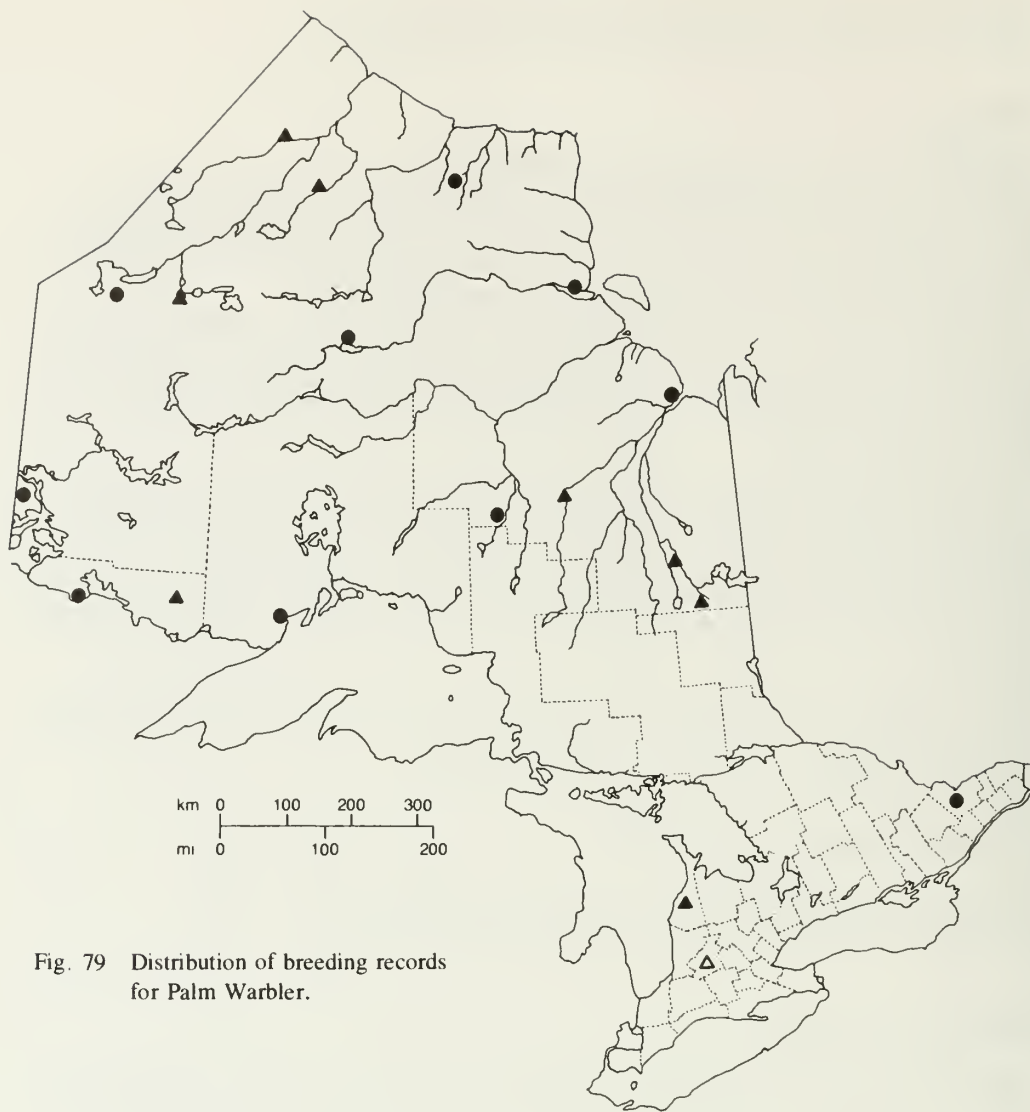 km 0 100 200 300
mi 0 100 200
Fig. 79 Distribution of breeding records
for Palm Warbler.